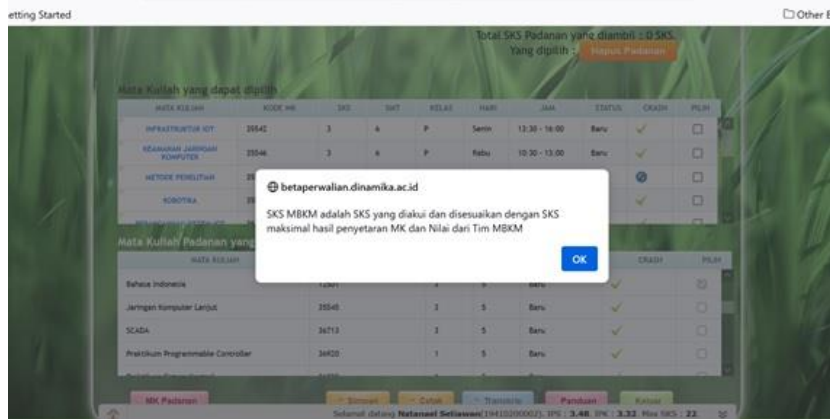 etting Started
Other B
Total SKS Padanan yang diambil : 0 SKS.
Yang dipilih : Hapus Padanan
Mata Kuliah yang dapat dipilih
MATA KULIAH KODE MK SKS SMT KELAS HARI JAM STATUS CRASH PILIH
INFRASTRUKTUR IOT 35542 3 6 P Senin 13:30 - 16:00 Baru
KEAMANAN JARINGAN KOMPUTER 35546 3 6 P Rabu 10:30 - 13:00 Baru
METODE PENELITIAN 35
ROBOTIKA
betaperwalian.dinamika.ac.id
SKS MBKM adalah SKS yang diakui dan disesuaikan dengan SKS
maksimal hasil penyetaran MK dan Nilai dari Tim MBKM
OK
Mata Kuliah Padanan yang
MATA KULIAH CRASH PILIH
Bahasa Indonesia 5 Baru
Jaringan Komputer Lanjut 35545 3 5 Baru
SCADA 36713 3 5 Baru
Praktikum Programmable Controller 36920 1 5 Baru
MK Padanan Simpan Cetak Transkrip Panduan Keluar
Selamat datang Natanael Setiawan(19410200002). IPS : 3.48. IPK : 3.32. Max SKS : 22.